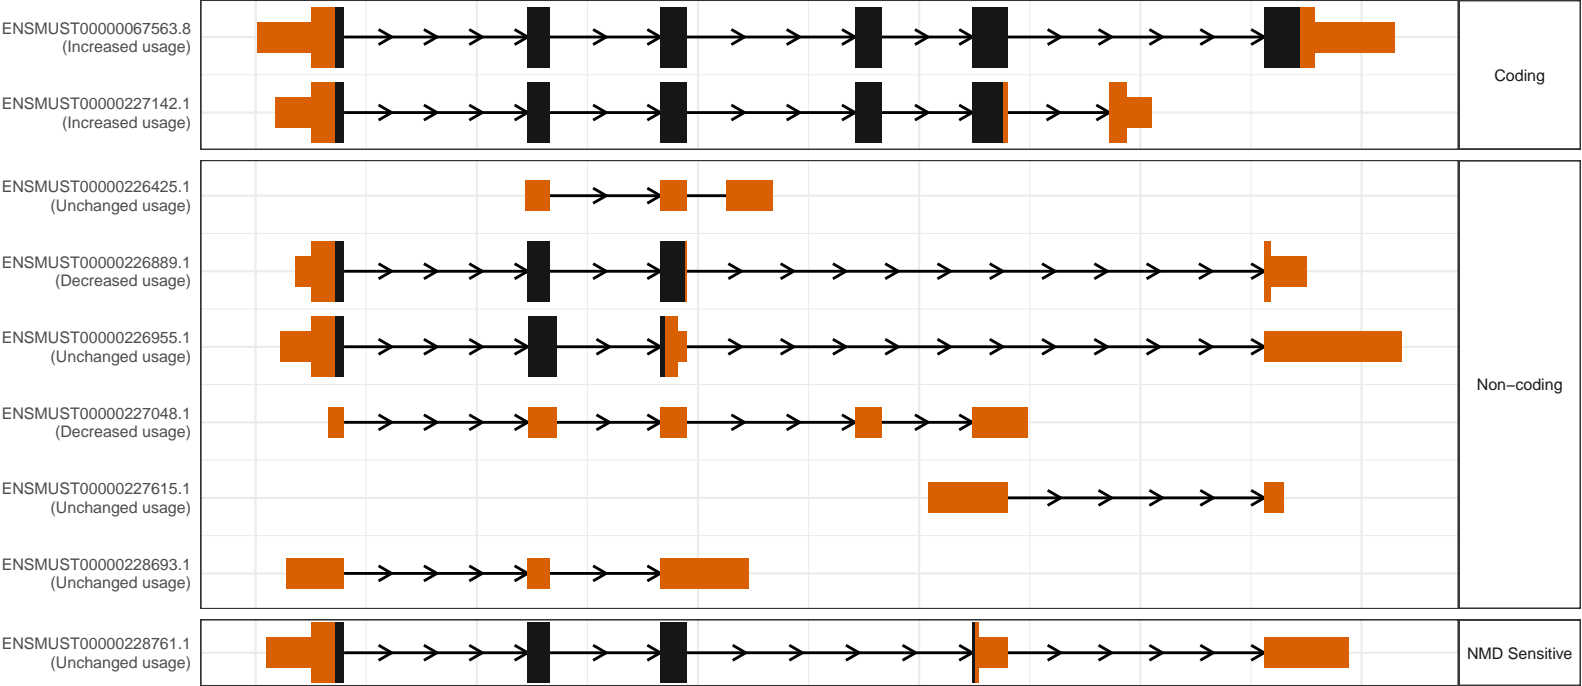 ENSMUST00000067563.8
(Increased usage)
ENSMUST00000227142.1
(Increased usage)
Coding
ENSMUST00000226425.1
(Unchanged usage)
ENSMUST00000226889.1
(Decreased usage)
ENSMUST00000226955.1
(Unchanged usage)
ENSMUST00000227048.1
(Decreased usage)
ENSMUST00000227615.1
(Unchanged usage)
ENSMUST00000228693.1
(Unchanged usage)
Non−coding
ENSMUST00000228761.1
(Unchanged usage)
NMD Sensitive